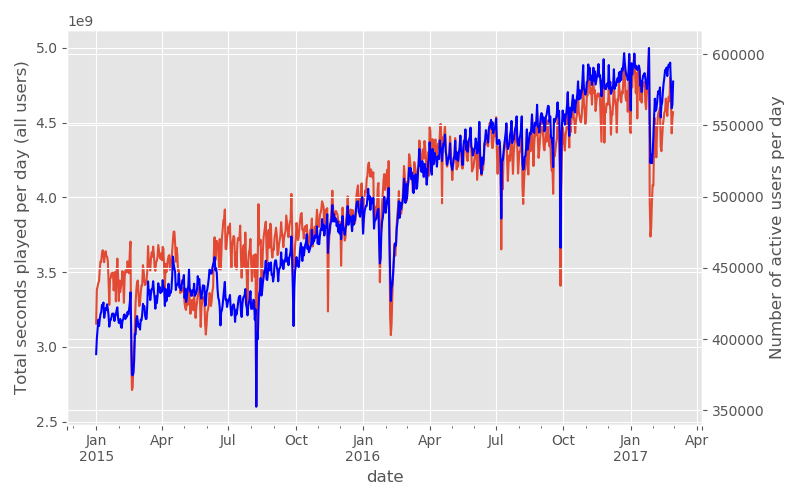 1e9
Total seconds played per day (all users)
5.0
4.5
4.0
3.5
3.0
2.5
600000
550000
500000
450000
400000
350000
Number of active users per day
Jan Apr Jul Oct Jan Apr Jul Oct Jan Apr
2015 2016 2017
date